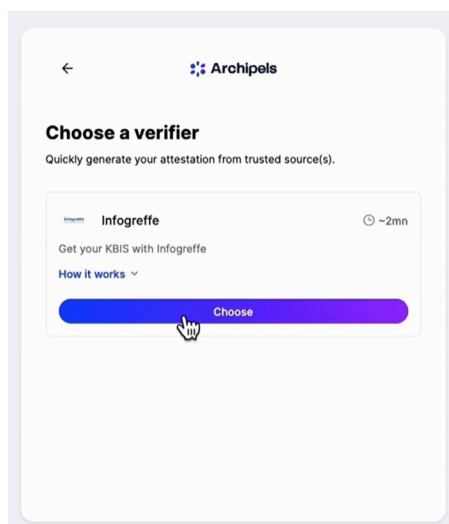 Archipels
Choose a verifier
Quickly generate your attestation from trusted source(s).
Infogreffe
~2mn
Get your KBIS with Infogreffe
How it works
Choose